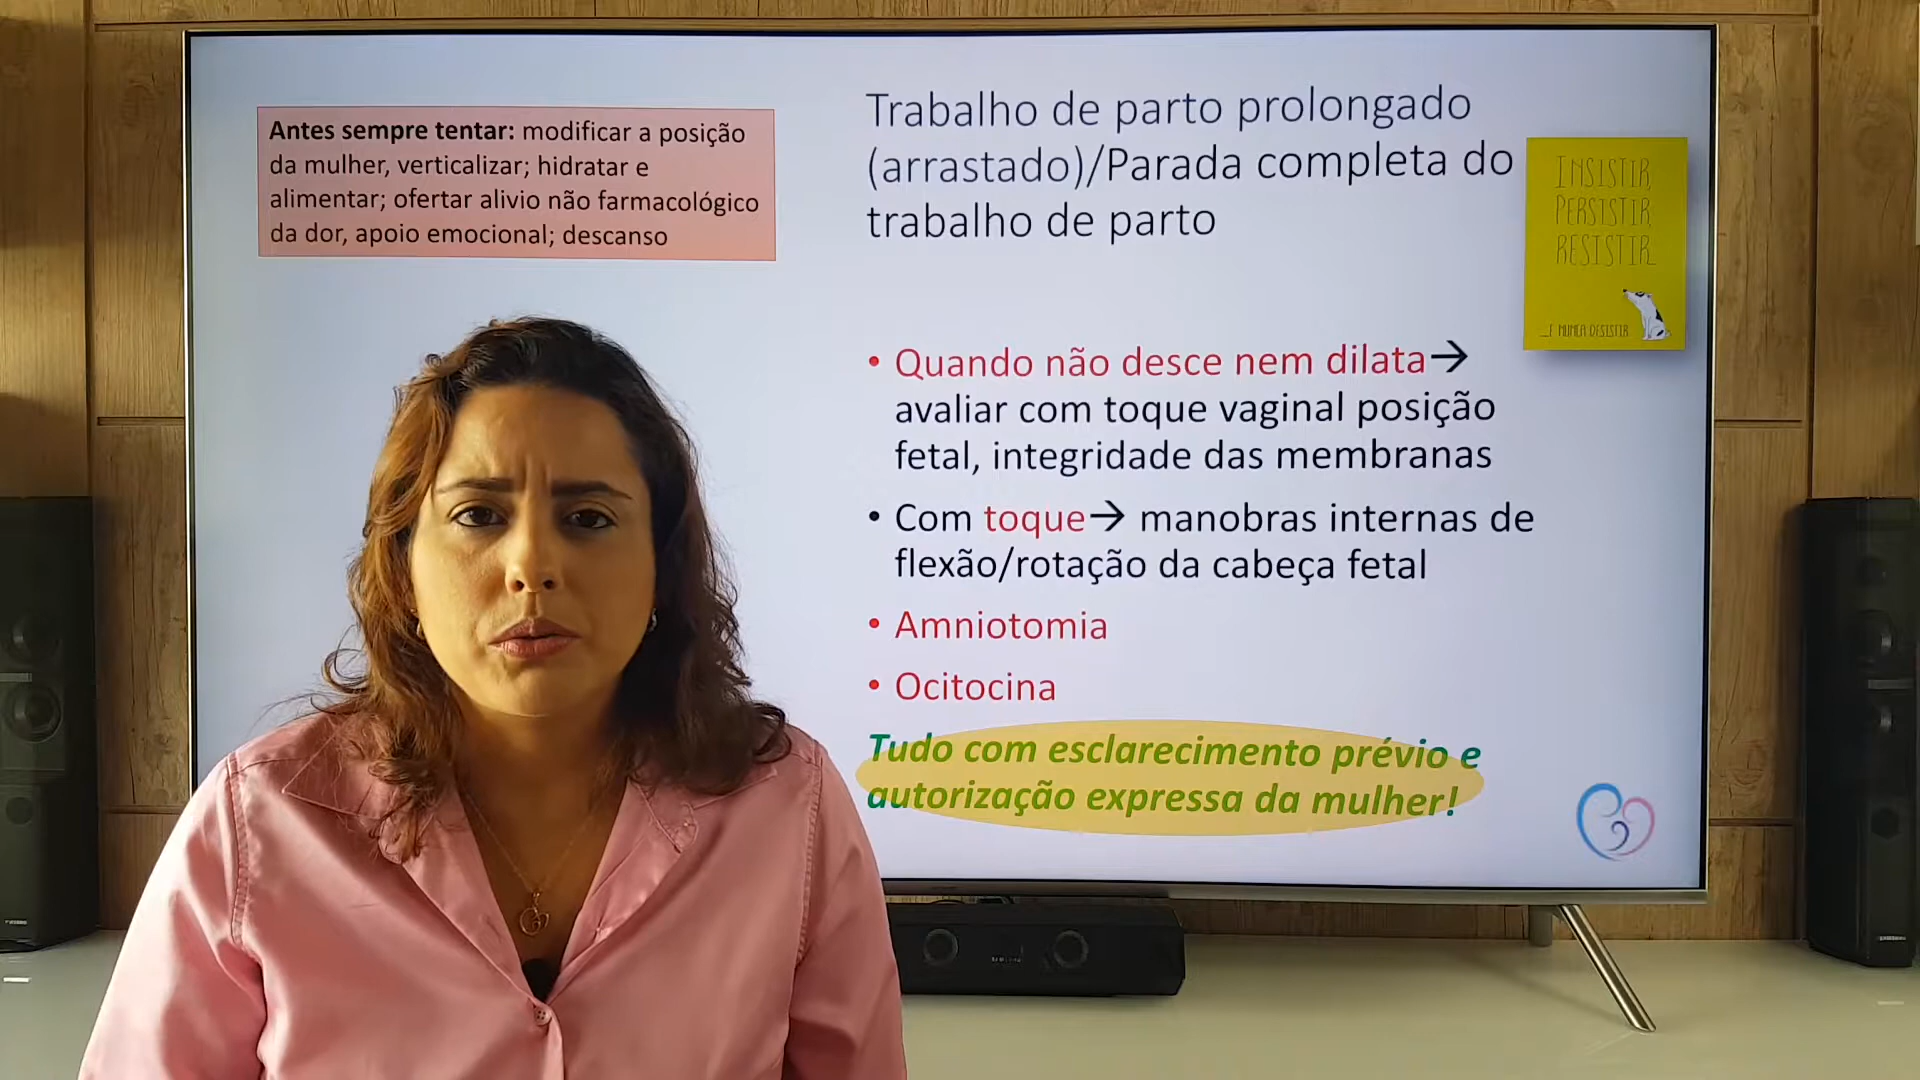 Antes sempre tentar: modificar a posição
da mulher, verticalizar; hidratar e
alimentar; ofertar alivio não farmacológico
da dor, apoio emocional; descanso
Trabalho de parto prolongado
(arrastado)/Parada completa do
trabalho de parto
INSISTIR,
PERSISTIR,
RESISTIR...
...E NUNCA DESISTIR
• Quando não desce nem dilata→
avaliar com toque vaginal posição
fetal, integridade das membranas
• Com toque→ manobras internas de
flexão/rotação da cabeça fetal
• Amniotomia
• Ocitocina
Tudo com esclarecimento prévio e
autorização expressa da mulher!